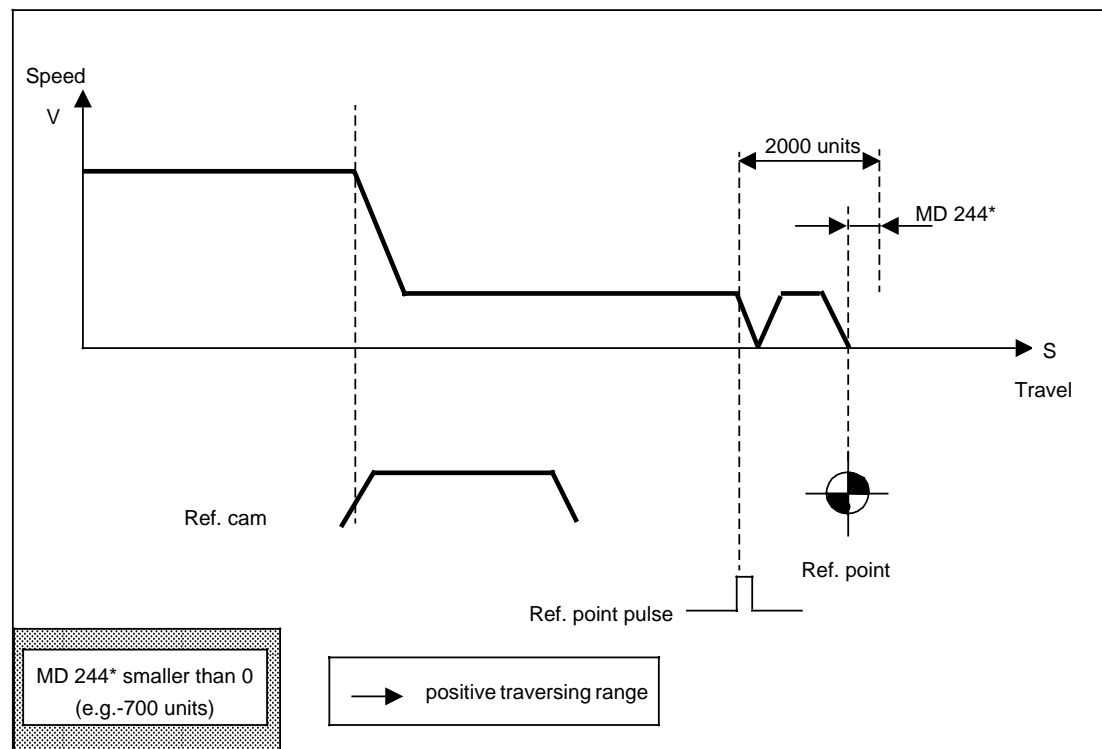 Speed
V
2000 units
MD 244*
S
Travel
Ref. cam
Ref. point
Ref. point pulse
MD 244* smaller than 0
(e.g.-700 units)
positive traversing range